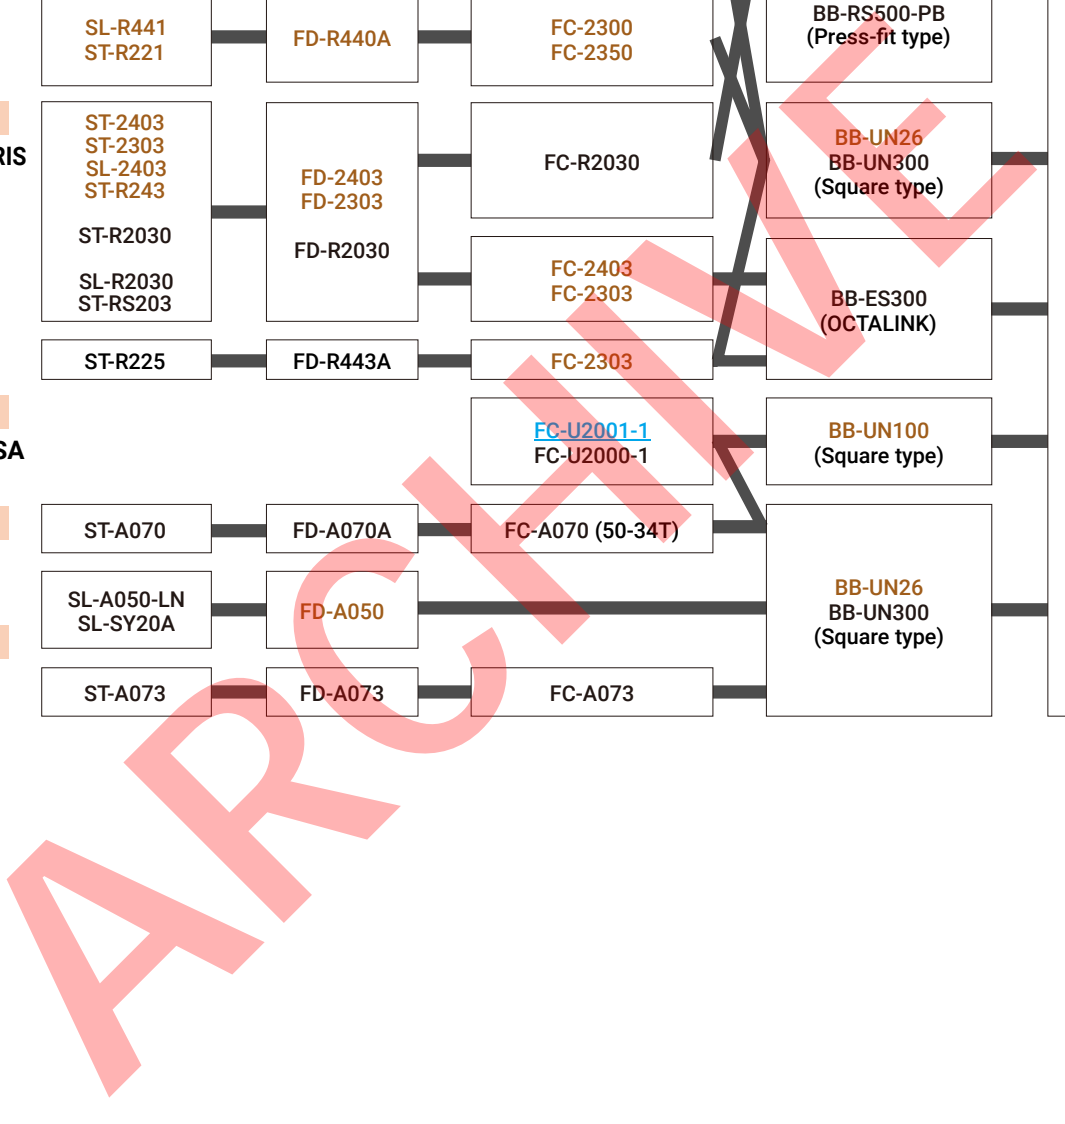 SL-R441
ST-R221
FD-R440A
FC-2300
FC-2350
BB-RS500-PB
(Press-fit type)
RIS
ST-2403
ST-2303
SL-2403
ST-R243
ST-R2030
SL-R2030
ST-RS203
FD-2403
FD-2303
FD-R2030
FC-R2030
BB-UN26
BB-UN300
(Square type)
FC-2403
FC-2303
BB-ES300
(OCTALINK)
ST-R225
FD-R443A
FC-2303
SA
FC-U2001-1
FC-U2000-1
BB-UN100
(Square type)
ST-A070
FD-A070A
FC-A070 (50-34T)
SL-A050-LN
SL-SY20A
FD-A050
BB-UN26
BB-UN300
(Square type)
ST-A073
FD-A073
FC-A073
ARCHIVE